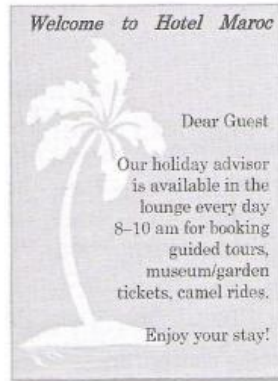 Welcome to Hotel Maroc
Dear Guest
Our holiday advisor
is available in the
lounge every day
8–10 am for booking
guided tours,
museum/garden
tickets, camel rides.
Enjoy your stay!